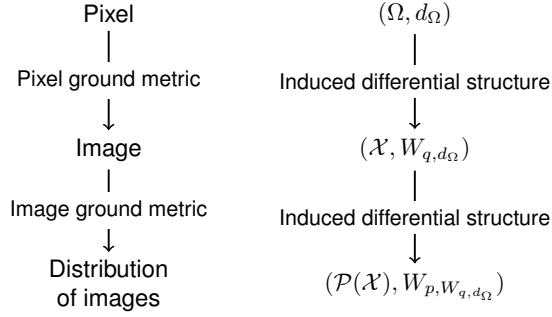 Pixel
Pixel ground metric
Image
Image ground metric
Distribution
of images
(Ω, d_Ω)
Induced differential structure
(𝒳, W_{q,d_Ω})
Induced differential structure
(𝒫(𝒳), W_{p,W_{q,d_Ω}})